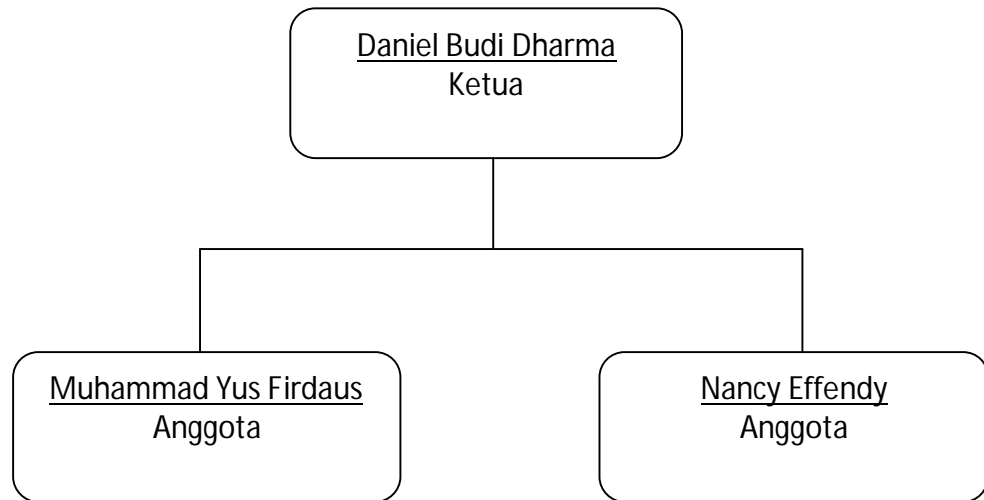 Daniel Budi Dharma
Ketua
Muhammad Yus Firdaus
Anggota
Nancy Effendy
Anggota